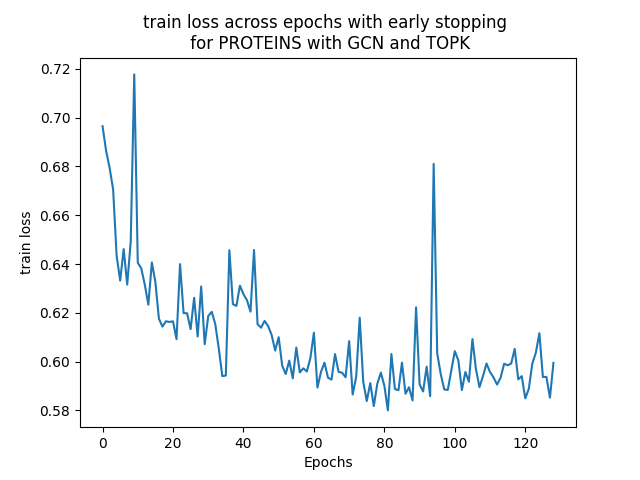 train loss across epochs with early stopping
for PROTEINS with GCN and TOPK
0.72
0.70
0.68
0.66
0.64
0.62
0.60
0.58
train loss
0 20 40 60 80 100 120
Epochs